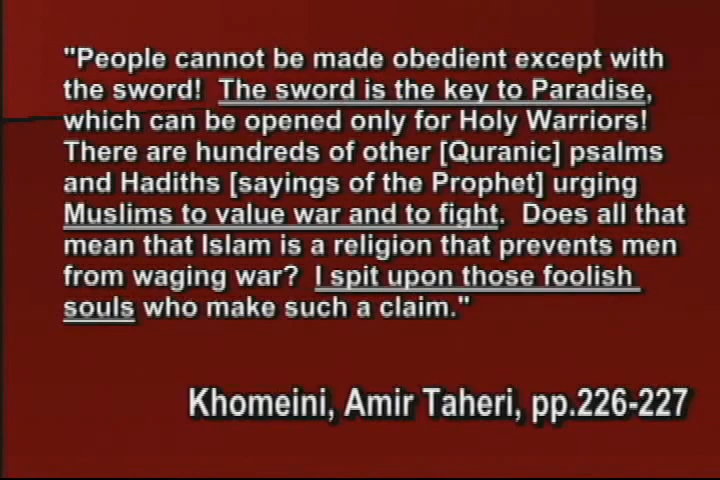 "People cannot be made obedient except with
the sword! The sword is the key to Paradise,
which can be opened only for Holy Warriors!
There are hundreds of other [Quranic] psalms
and Hadiths [sayings of the Prophet] urging
Muslims to value war and to fight. Does all that
mean that Islam is a religion that prevents men
from waging war? I spit upon those foolish
souls who make such a claim."
Khomeini, Amir Taheri, pp.226-227